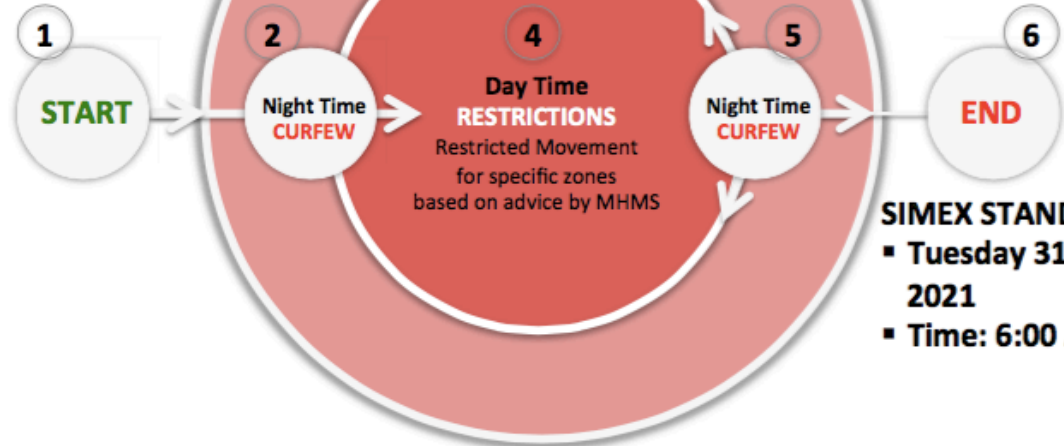 1
START
2
Night Time
CURFEW
4
Day Time
RESTRICTIONS
Restricted Movement
for specific zones
based on advice by MHMS
5
Night Time
CURFEW
6
END
SIMEX
▪ Tuesday 31
2021
▪ Time: 6:00